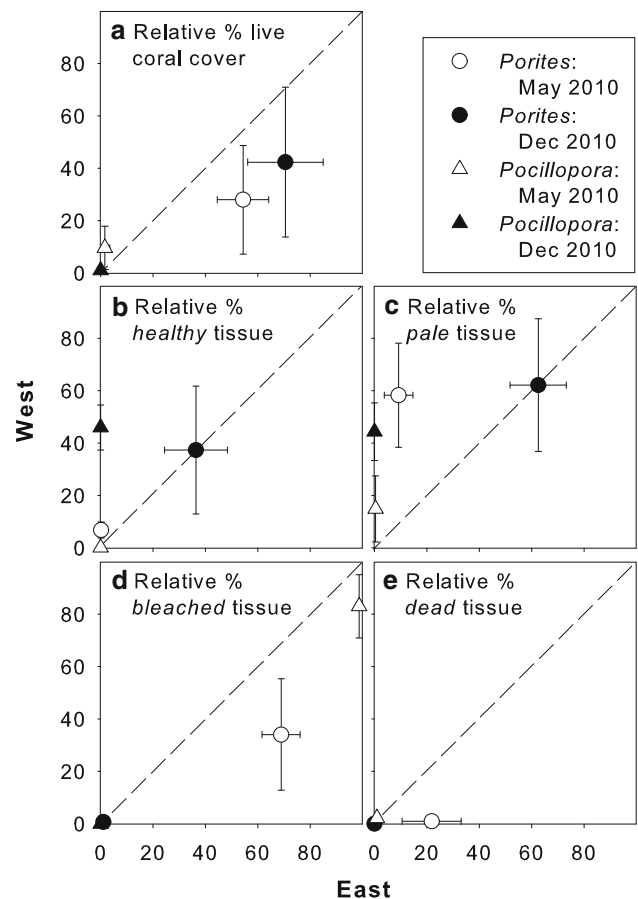 a Relative % live
coral cover
Porites:
May 2010
Porites:
Dec 2010
Pocillopora:
May 2010
Pocillopora:
Dec 2010
80
60
40
20
0
b Relative %
healthy tissue
c Relative %
pale tissue
80
60
40
20
0
West
d Relative %
bleached tissue
e Relative %
dead tissue
80
60
40
20
0
0 20 40 60 80 0 20 40 60 80
East